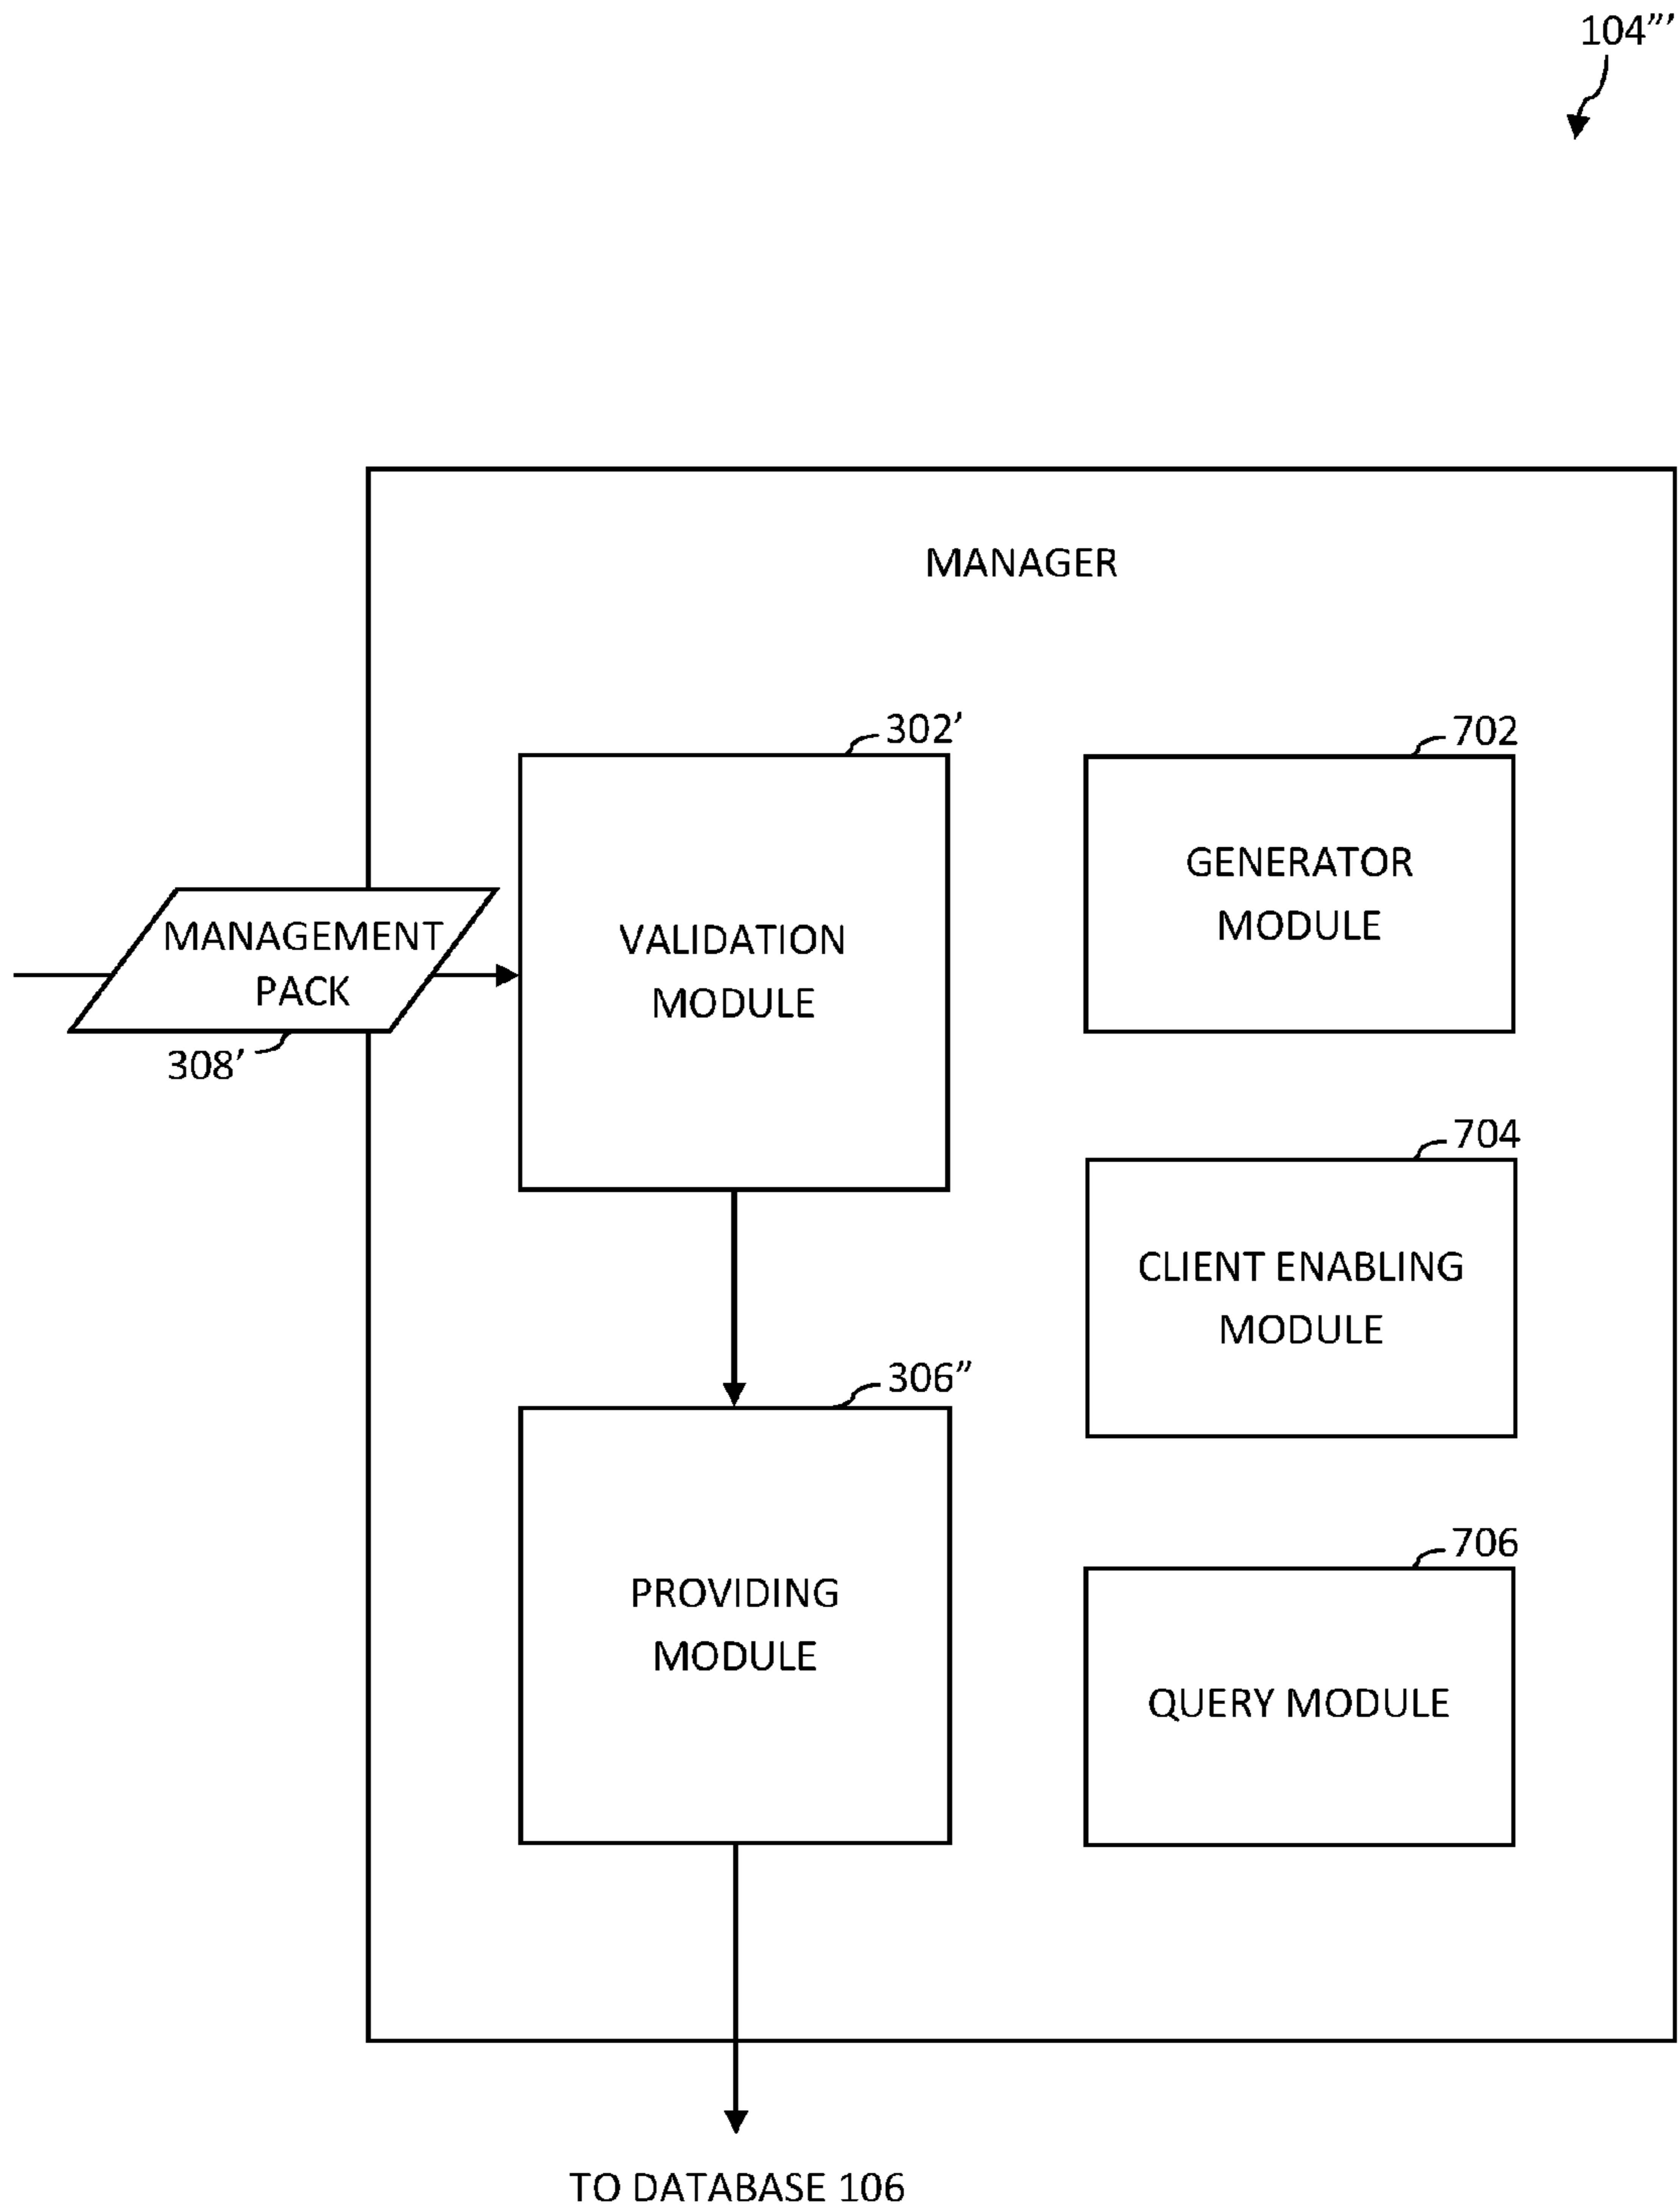 104”’
MANAGER
302’
702
GENERATOR
MODULE
MANAGEMENT
PACK
VALIDATION
MODULE
308’
704
CLIENT ENABLING
MODULE
306”
PROVIDING
MODULE
706
QUERY MODULE
TO DATABASE 106